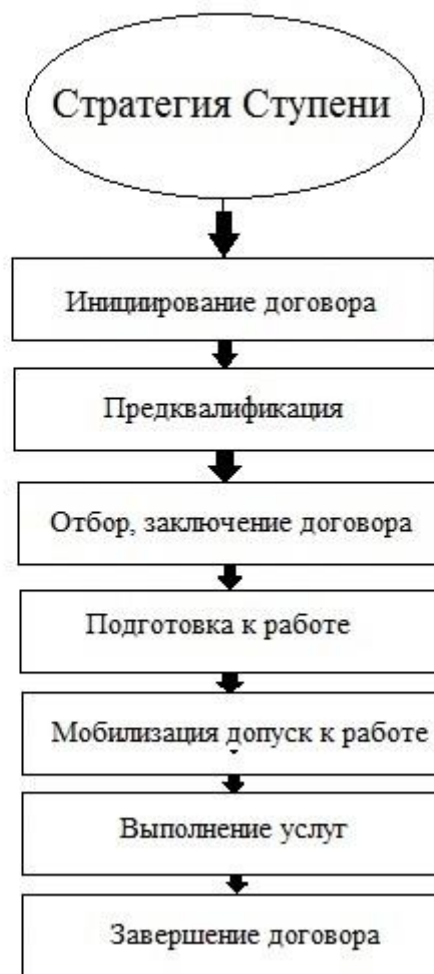 Стратегия Ступени
Инициирование договора
Предквалификация
Отбор, заключение договора
Подготовка к работе
Мобилизация допуск к работе
Выполнение услуг
Завершение договора